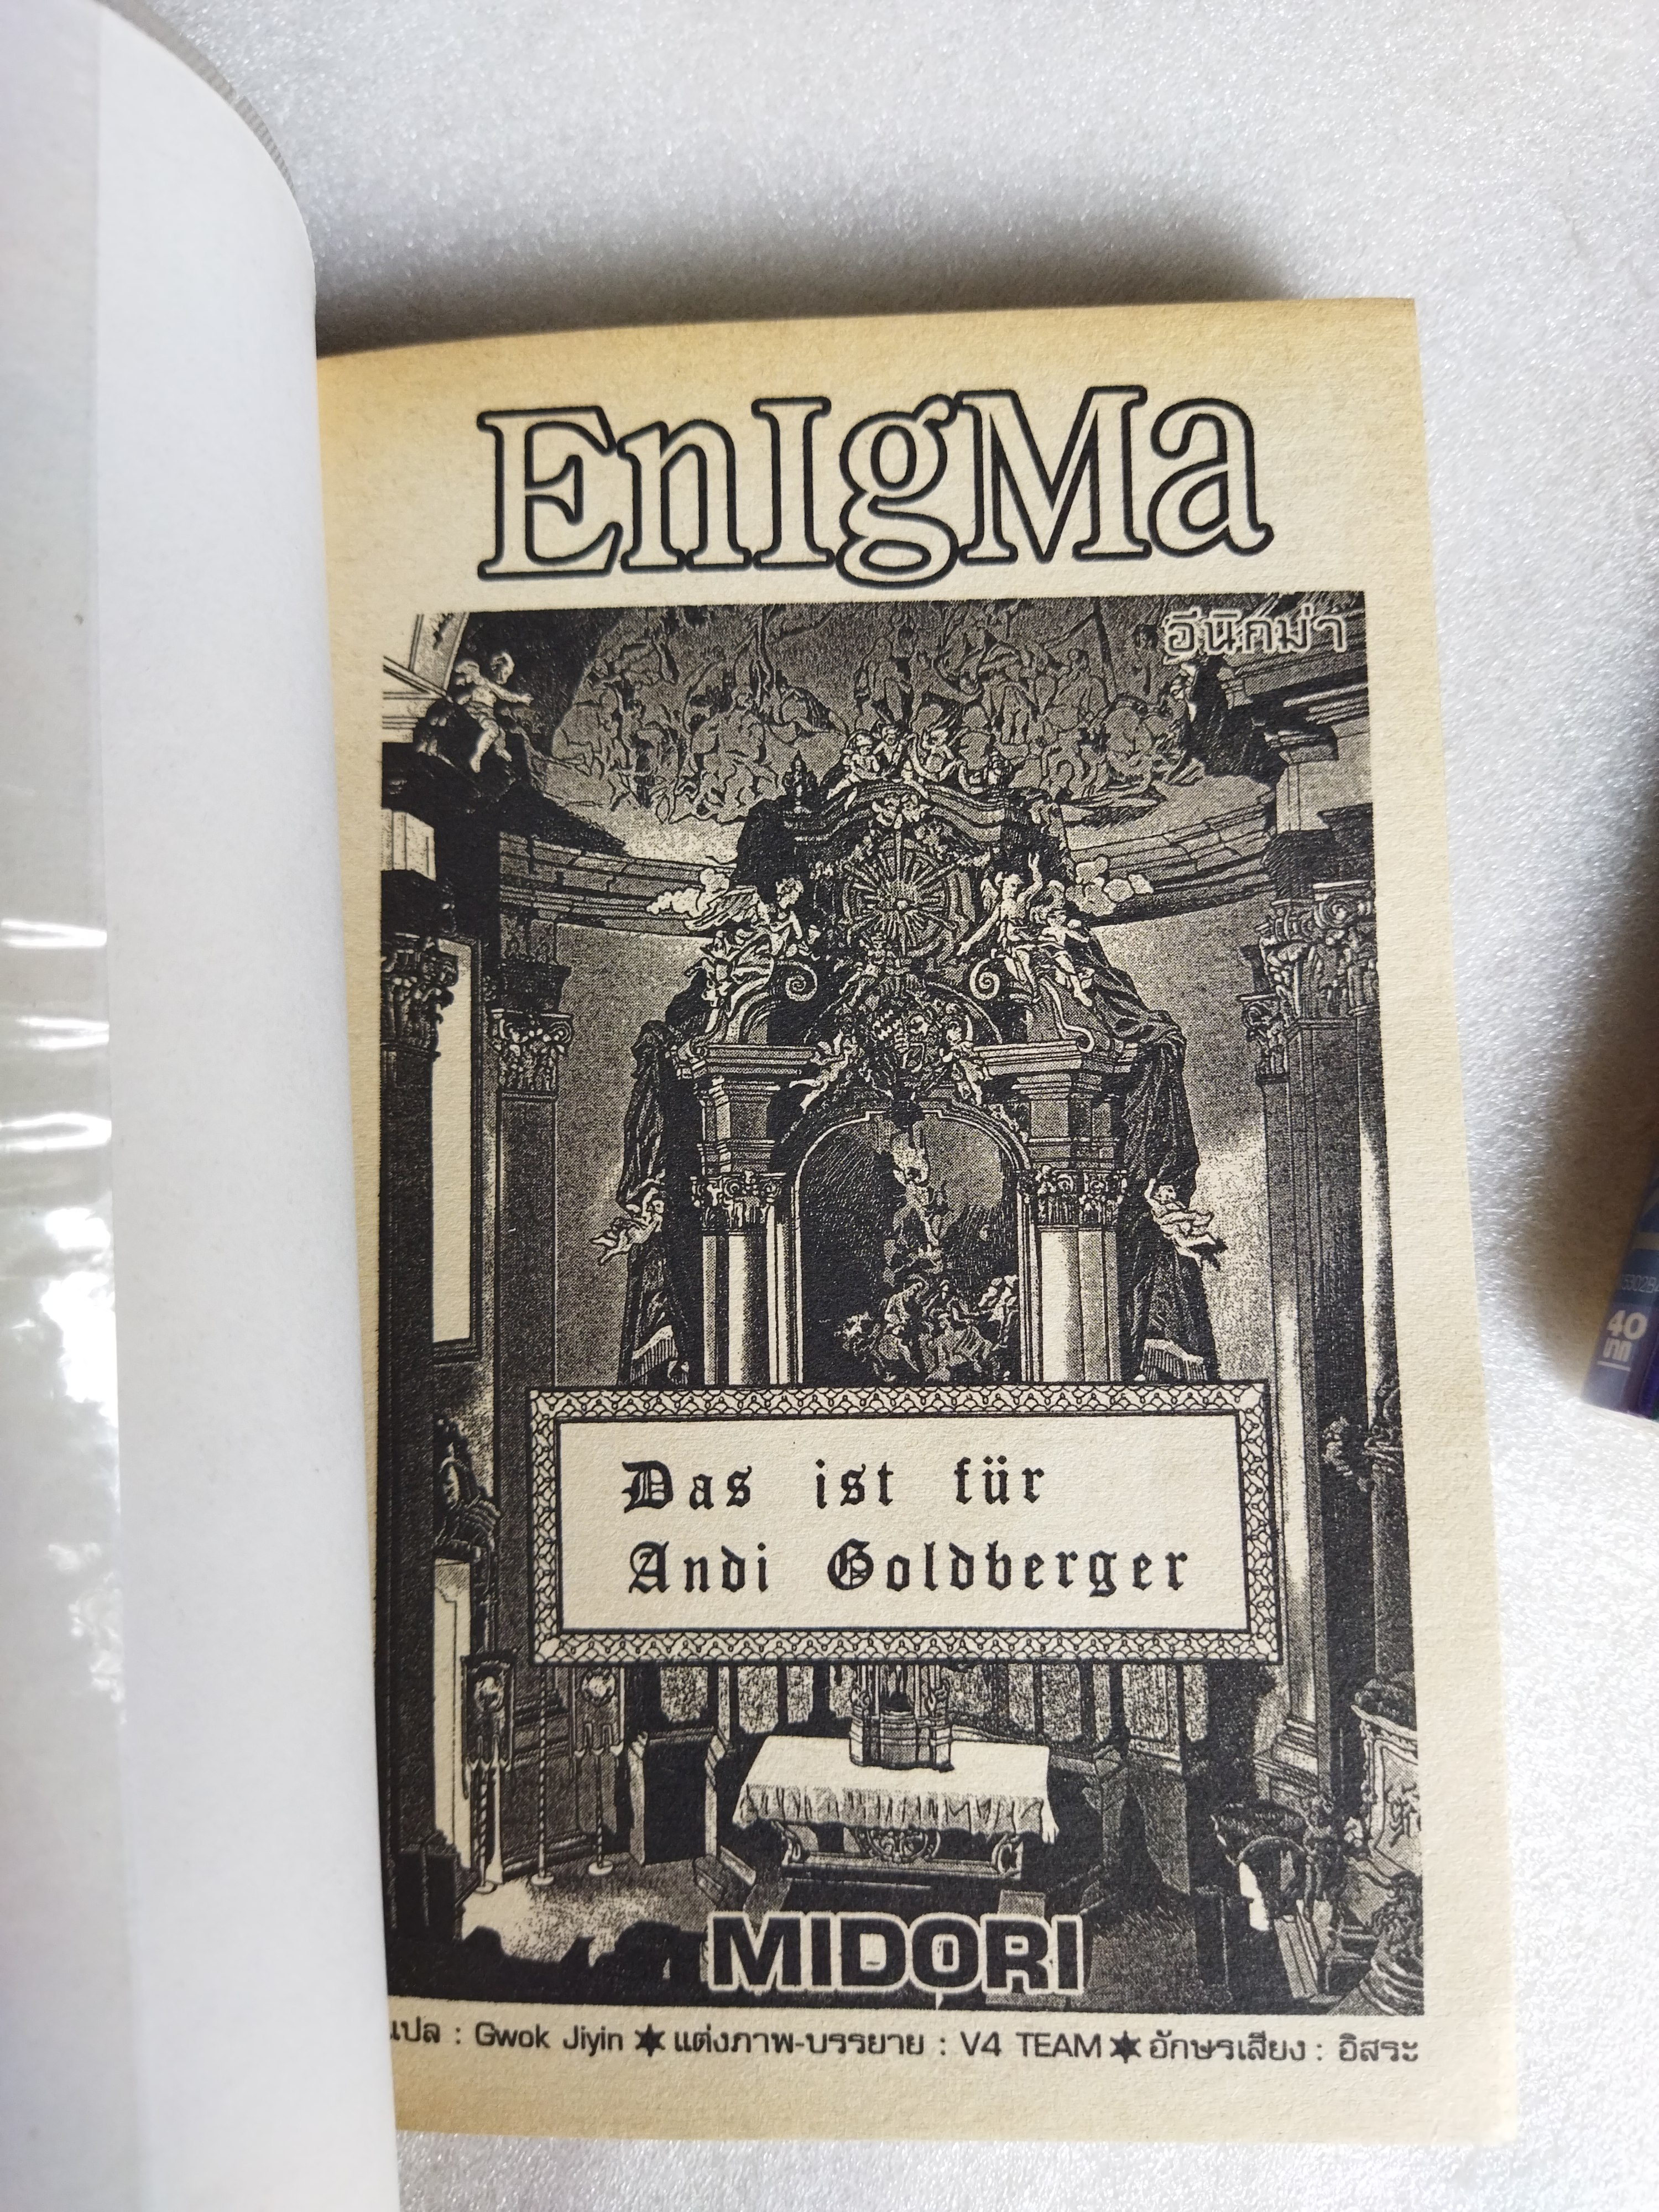 EnIgMa
อีนิกม่า
Das ist für
Andi Goldberger
MIDORI
แปล : Gwok Jiyin ★ แต่งภาพ-บรรยาย : V4 TEAM ★ อักษรเสียง : อิสระ
40